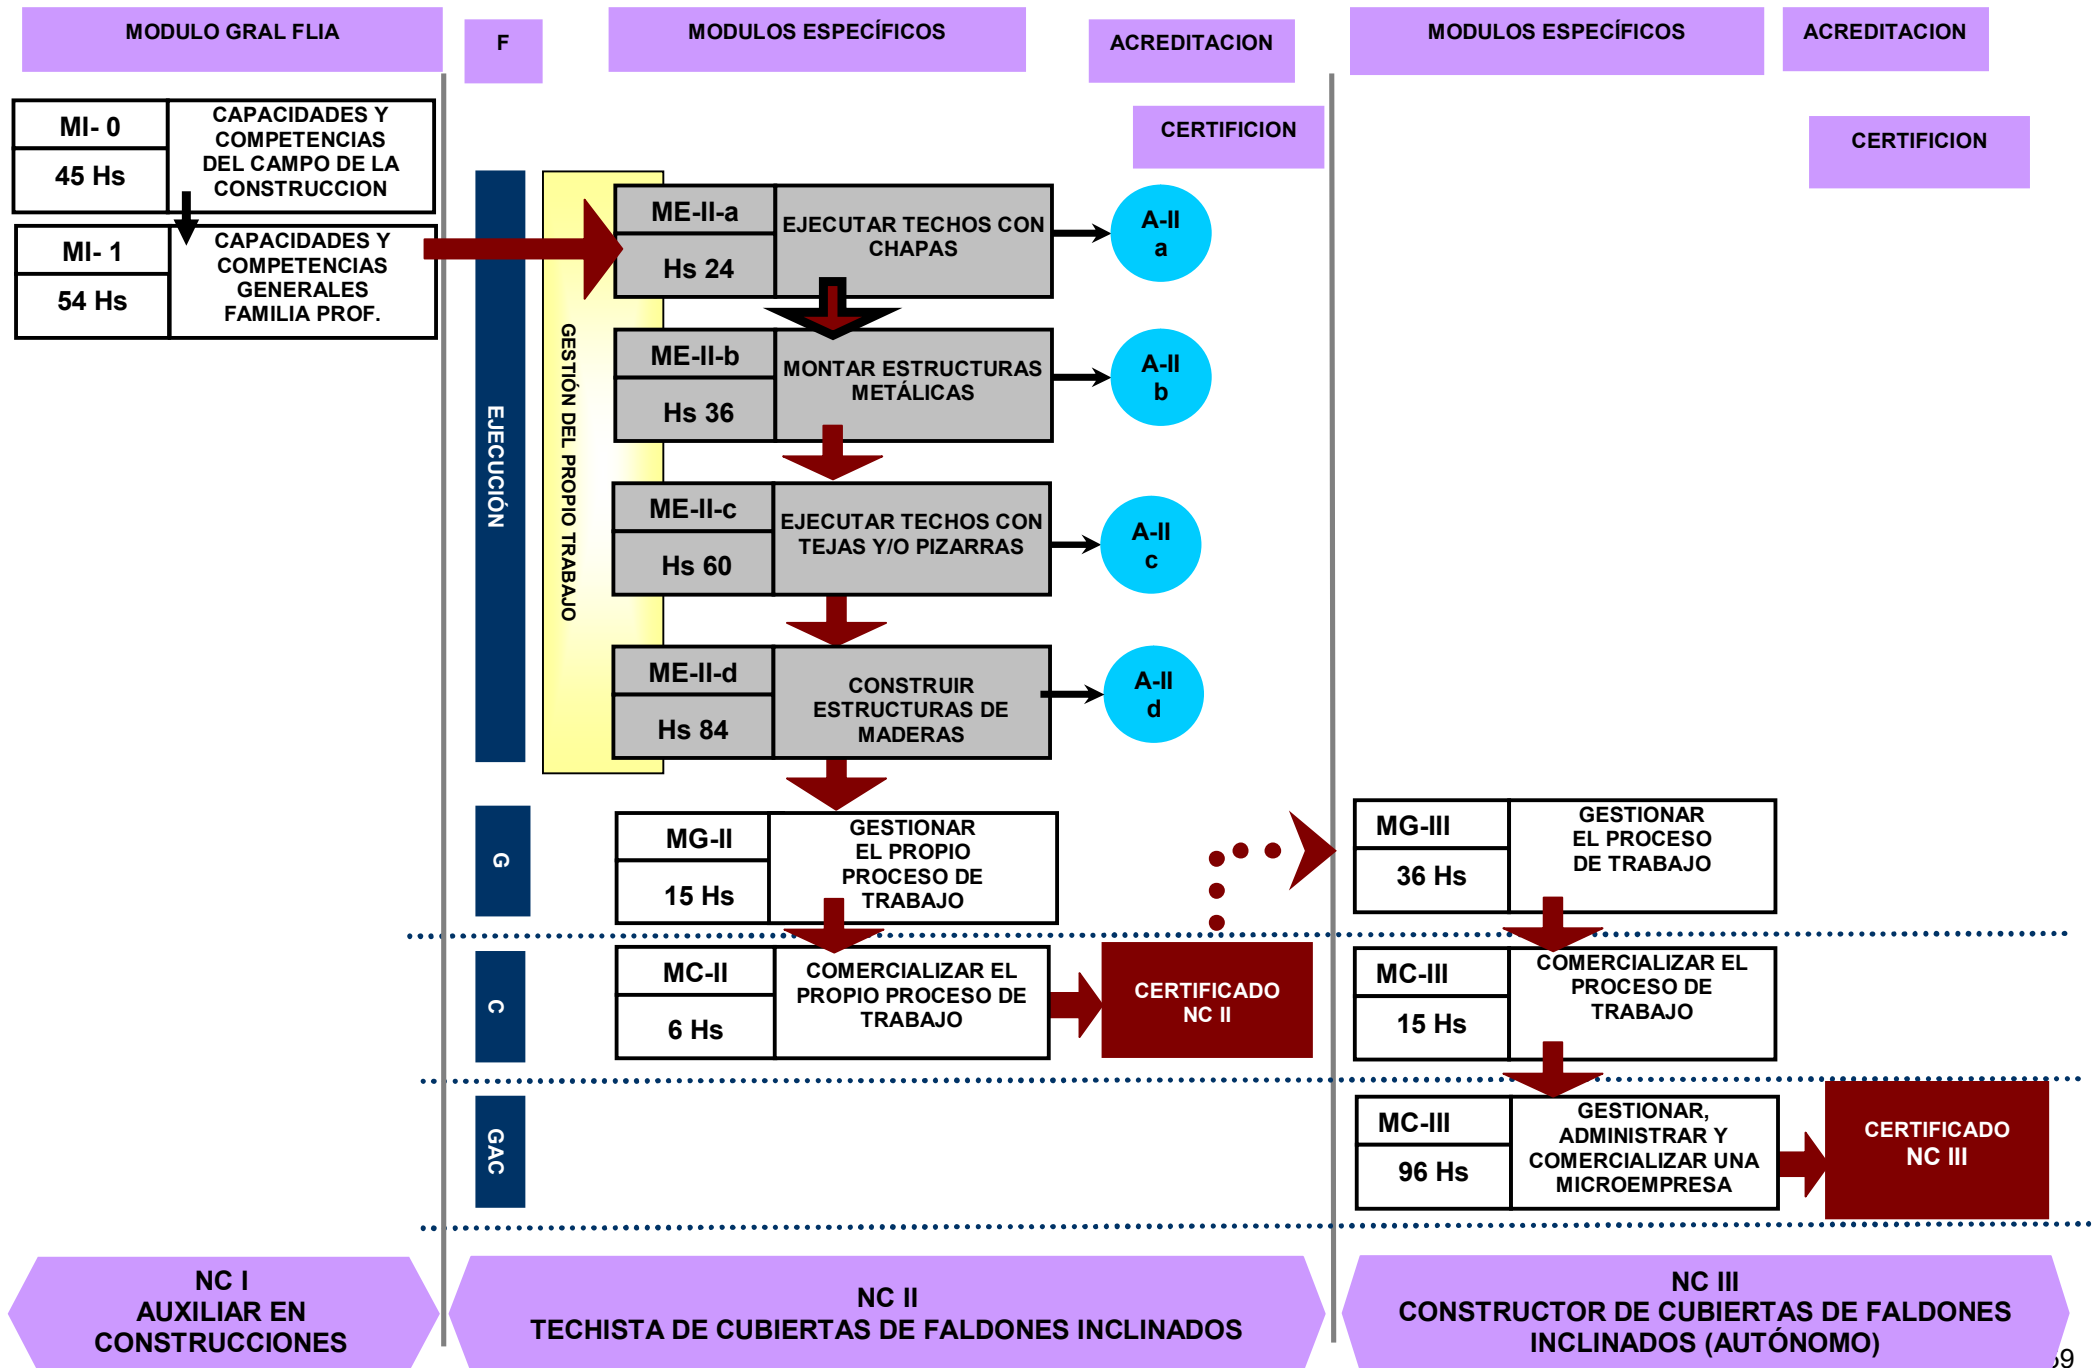 MODULO GRAL FLIA
F
MODULOS ESPECÍFICOS
ACREDITACION
MODULOS ESPECÍFICOS
ACREDITACION
CERTIFICION
CERTIFICION
MI- 0
45 Hs
CAPACIDADES Y
COMPETENCIAS
DEL CAMPO DE LA
CONSTRUCCION
MI- 1
54 Hs
CAPACIDADES Y
COMPETENCIAS
GENERALES
FAMILIA PROF.
EJECUCIÓN
GESTIÓN DEL PROPIO TRABAJO
ME-II-a
Hs 24
EJECUTAR TECHOS CON
CHAPAS
A-II
a
ME-II-b
Hs 36
MONTAR ESTRUCTURAS
METÁLICAS
A-II
b
ME-II-c
Hs 60
EJECUTAR TECHOS CON
TEJAS Y/O PIZARRAS
A-II
c
ME-II-d
Hs 84
CONSTRUIR
ESTRUCTURAS DE
MADERAS
A-II
d
G
MG-II
15 Hs
GESTIONAR
EL PROPIO
PROCESO DE
TRABAJO
MG-III
36 Hs
GESTIONAR
EL PROCESO
DE TRABAJO
C
MC-II
6 Hs
COMERCIALIZAR EL
PROPIO PROCESO DE
TRABAJO
CERTIFICADO
NC II
MC-III
15 Hs
COMERCIALIZAR EL
PROCESO DE
TRABAJO
GAC
MC-III
96 Hs
GESTIONAR,
ADMINISTRAR Y
COMERCIALIZAR UNA
MICROEMPRESA
CERTIFICADO
NC III
NC I
AUXILIAR EN
CONSTRUCCIONES
NC II
TECHISTA DE CUBIERTAS DE FALDONES INCLINADOS
NC III
CONSTRUCTOR DE CUBIERTAS DE FALDONES
INCLINADOS (AUTÓNOMO)